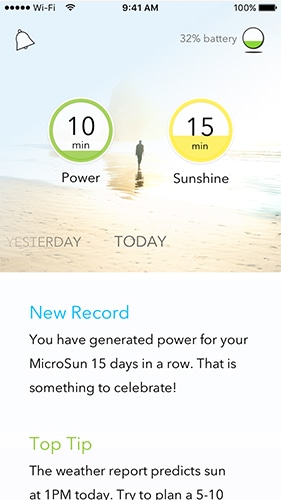 Wi-Fi 9:41 AM 100%
32% battery
10 15
min min
Power Sunshine
YESTERDAY TODAY
New Record
You have generated power for your
MicroSun 15 days in a row. That is
something to celebrate!
Top Tip
The weather report predicts sun
at 1PM today. Try to plan a 5-10